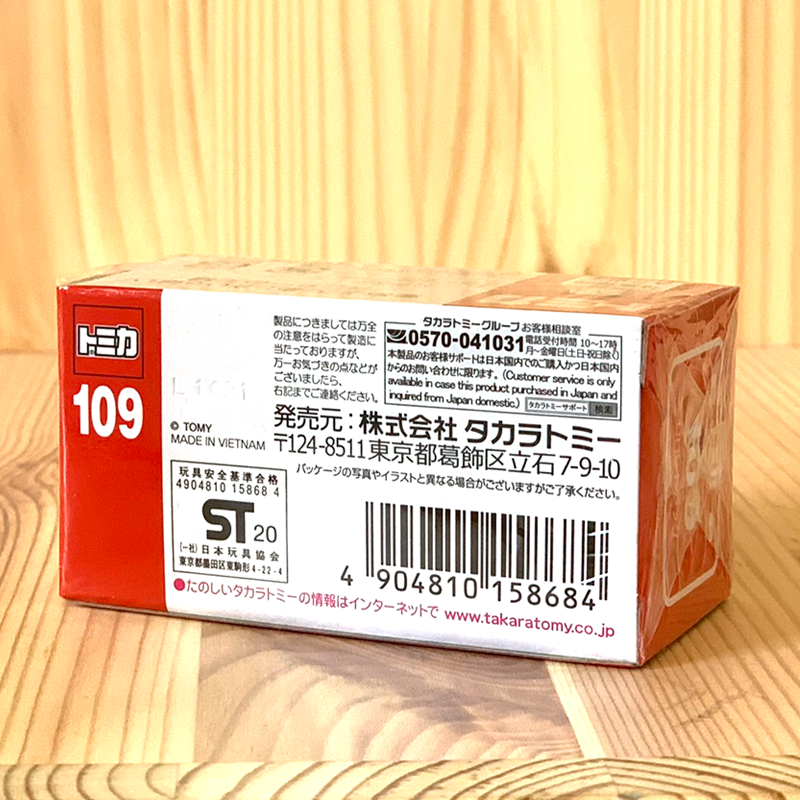 トミカ
109
製品につきましては万全
の注意をはらって製造に
当たっておりますが、
万一お気づきの点などが
ございましたら、
右記までご連絡ください。
タカラトミーグループ お客様相談室
0570-041031
電話受付時間 10〜17時
月〜金曜日(土・日・祝日除く)
本製品のお客様サポートは日本国内でのご購入かつ日本国内
からのお問い合わせに限ります。(Customer service is only
available in case this product purchased in Japan and
inquired from Japan domestic.)
タカラトミーサポート 検索
© TOMY
MADE IN VIETNAM
発売元:株式会社 タカラトミー
〒124-8511 東京都葛飾区立石 7-9-10
パッケージの写真やイラストと異なる場合がございますがご了承ください。
玩具安全基準合格
4904810 15868 4
ST 20
(一社)日本玩具協会
東京都墨田区東駒形 4-22-4
4 904810 158684
●たのしいタカラトミーの情報はインターネットで www.takaratomy.co.jp